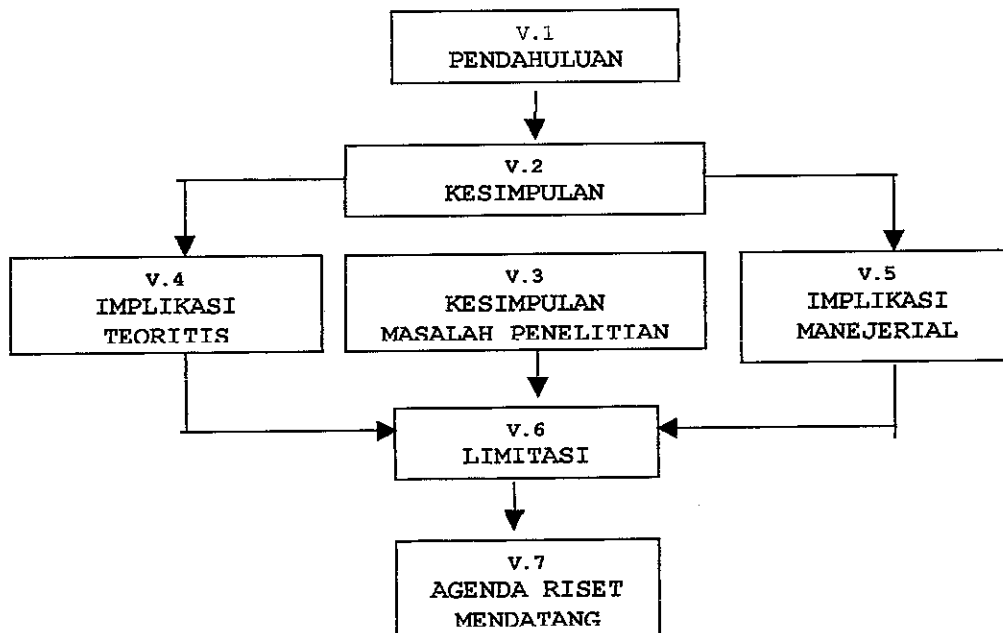 V.1
PENDAHULUAN
V.2
KESIMPULAN
V.4
IMPLIKASI
TEORITIS
V.3
KESIMPULAN
MASALAH PENELITIAN
V.5
IMPLIKASI
MANEJERIAL
V.6
LIMITASI
V.7
AGENDA RISET
MENDATANG